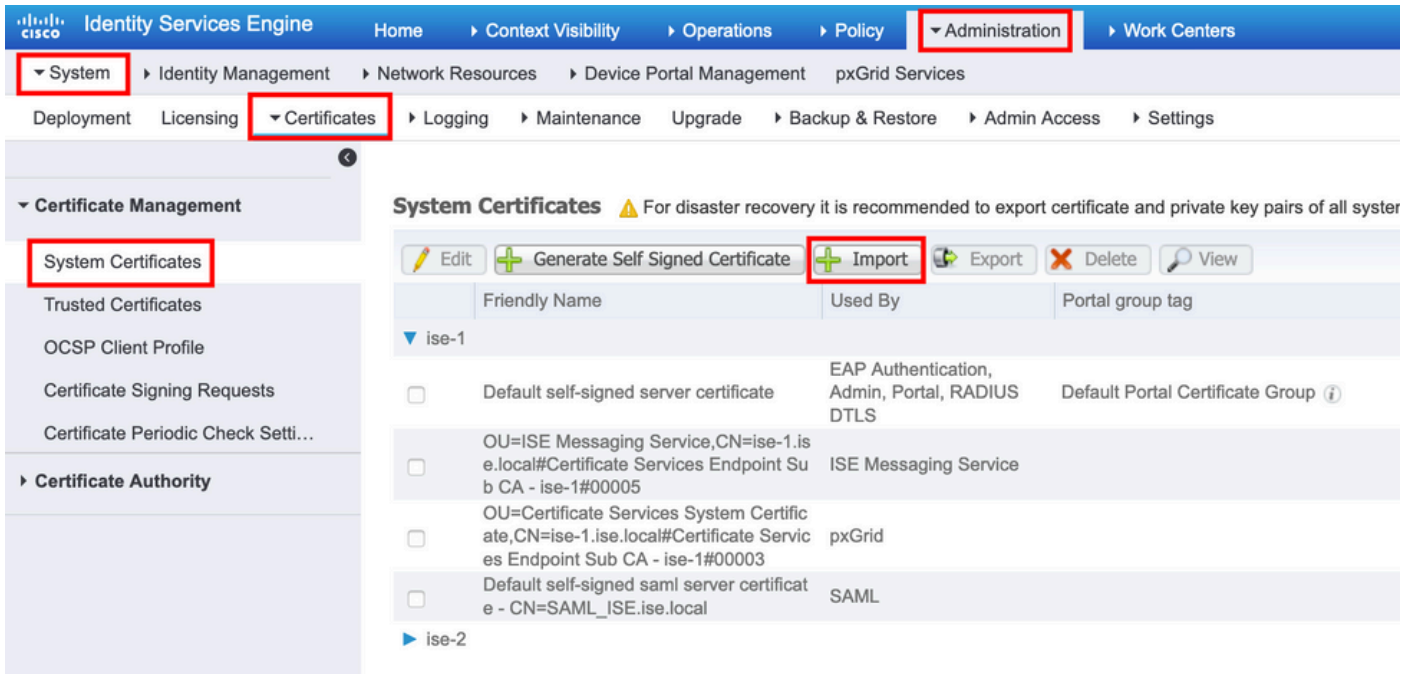 cisco Identity Services Engine Home Context Visibility Operations Policy Administration Work Centers
System Identity Management Network Resources Device Portal Management pxGrid Services
Deployment Licensing Certificates Logging Maintenance Upgrade Backup & Restore Admin Access Settings
Certificate Management
System Certificates
Trusted Certificates
OCSP Client Profile
Certificate Signing Requests
Certificate Periodic Check Setti...
Certificate Authority
System Certificates For disaster recovery it is recommended to export certificate and private key pairs of all syster
Edit Generate Self Signed Certificate Import Export Delete View
Friendly Name Used By Portal group tag
ise-1
Default self-signed server certificate
EAP Authentication,
Admin, Portal, RADIUS
DTLS
Default Portal Certificate Group
OU=ISE Messaging Service,CN=ise-1.is
e.local#Certificate Services Endpoint Su
b CA - ise-1#00005
ISE Messaging Service
OU=Certificate Services System Certific
ate,CN=ise-1.ise.local#Certificate Servic
es Endpoint Sub CA - ise-1#00003
pxGrid
Default self-signed saml server certificat
e - CN=SAML_ISE.ise.local
SAML
ise-2